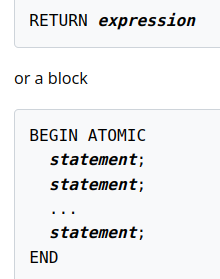 RETURN expression
or a block
BEGIN ATOMIC
  statement;
  statement;
  ...
  statement;
END